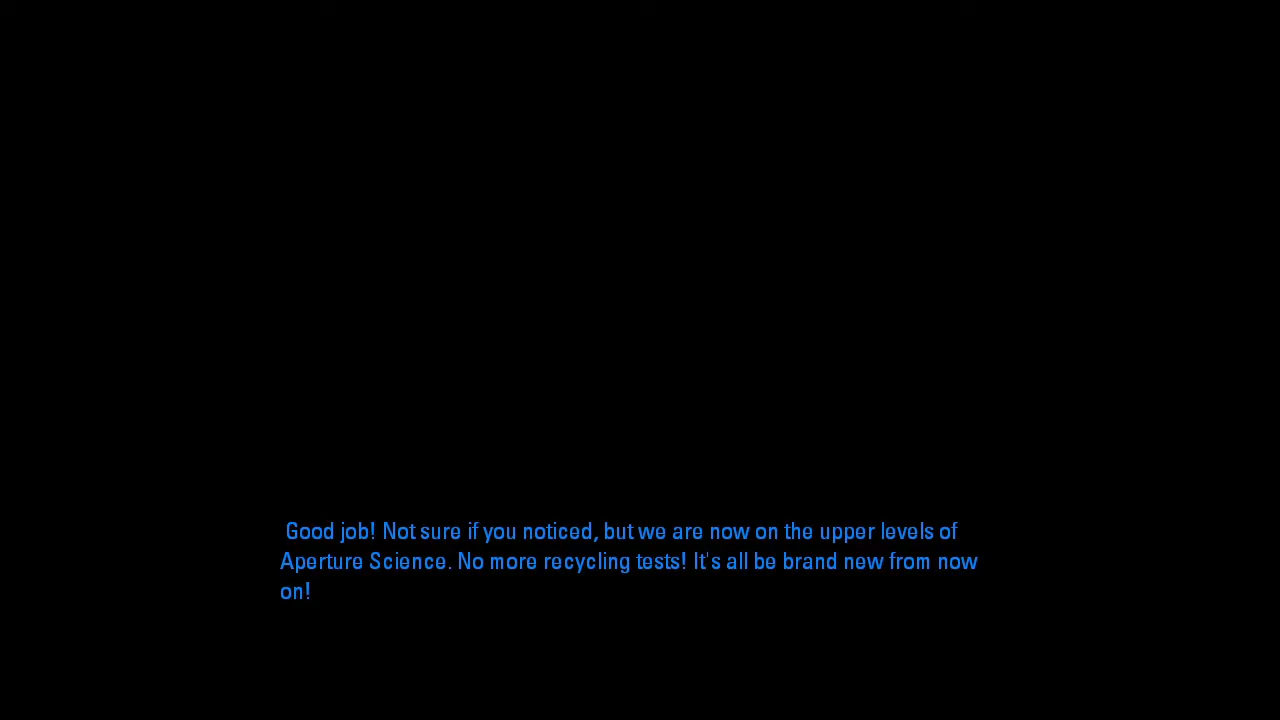 Good job! Not sure if you noticed, but we are now on the upper levels of
Aperture Science. No more recycling tests! It's all be brand new from now
on!